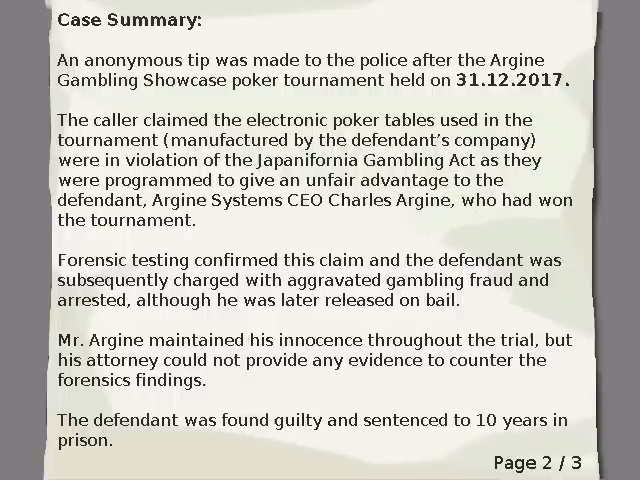 Case Summary:
An anonymous tip was made to the police after the Argine
Gambling Showcase poker tournament held on 31.12.2017.
The caller claimed the electronic poker tables used in the
tournament (manufactured by the defendant's company)
were in violation of the Japanifornia Gambling Act as they
were programmed to give an unfair advantage to the
defendant, Argine Systems CEO Charles Argine, who had won
the tournament.
Forensic testing confirmed this claim and the defendant was
subsequently charged with aggravated gambling fraud and
arrested, although he was later released on bail.
Mr. Argine maintained his innocence throughout the trial, but
his attorney could not provide any evidence to counter the
forensics findings.
The defendant was found guilty and sentenced to 10 years in
prison.
Page 2 / 3